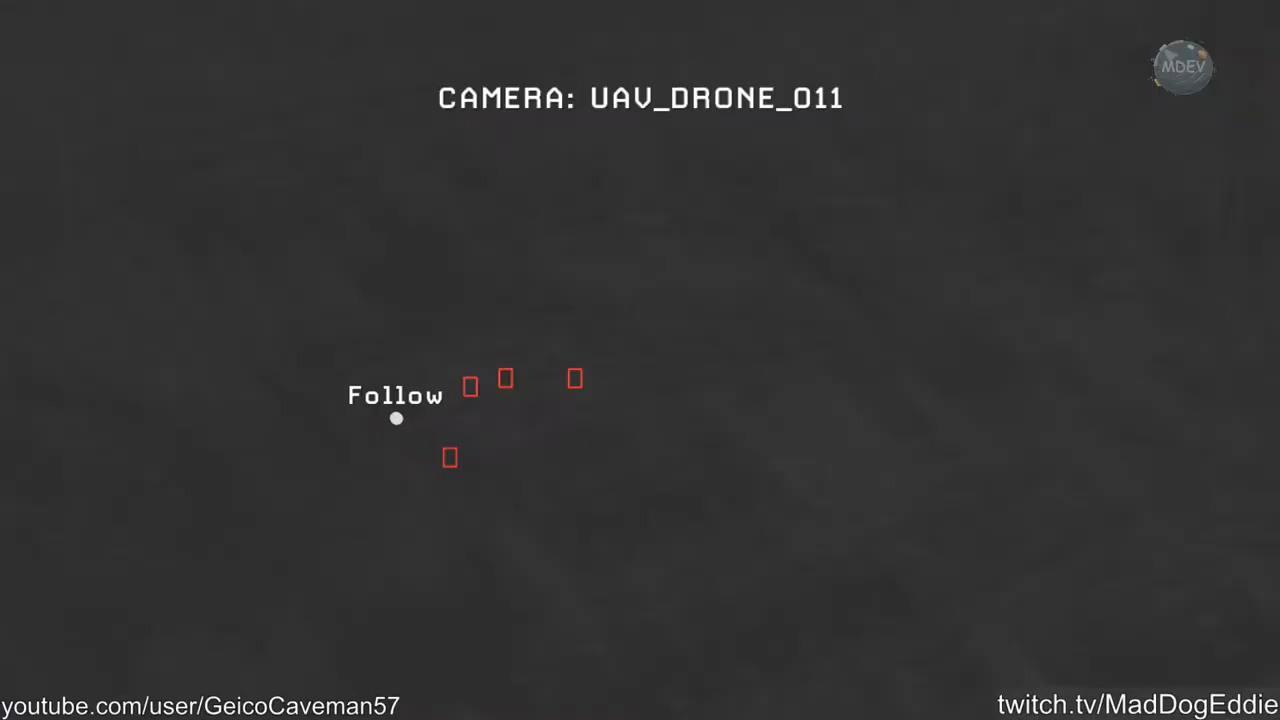 MDEV
CAMERA: UAV_DRONE_011
Follow
youtube.com/user/GeicoCaveman57
twitch.tv/MadDogEddie